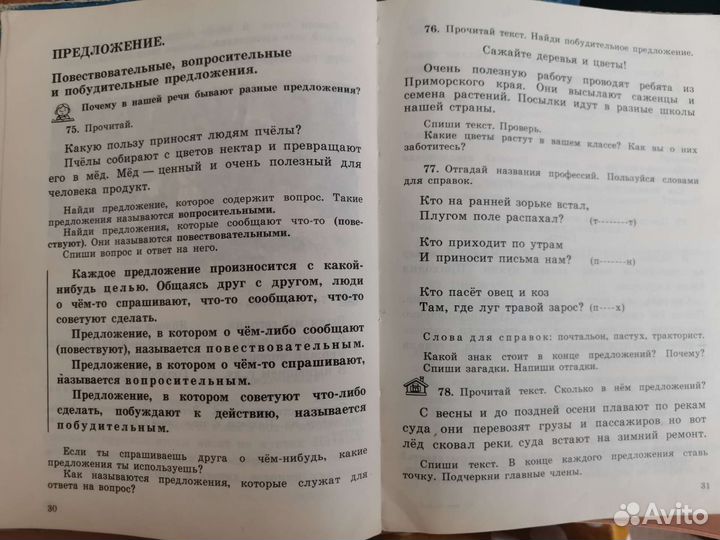 ПРЕДЛОЖЕНИЕ.
Повествовательные, вопросительные
и побудительные предложения.
Почему в нашей речи бывают разные предложения?
75. Прочитай.
Какую пользу приносят людям пчёлы?
Пчёлы собирают с цветов нектар и превращают
его в мёд. Мёд — ценный и очень полезный для
человека продукт.
Найди предложение, которое содержит вопрос. Такие
предложения называются вопросительными.
Найди предложения, которые сообщают что-то (повествуют).
Они называются повествовательными.
Спиши вопрос и ответ на него.
Каждое предложение произносится с какой-
нибудь целью. Общаясь друг с другом, люди
о чём-то спрашивают, что-то сообщают, что-то
советуют сделать.
Предложение, в котором о чём-либо сообщают
(повествуют), называется повествовательным.
Предложение, в котором о чём-то спрашивают,
называется вопросительным.
Предложение, в котором советуют что-либо
сделать, побуждают к действию, называется
побудительным.
Если ты спрашиваешь друга о чём-нибудь, какие
предложения ты используешь?
Как называются предложения, которые служат для
ответа на вопрос?
30
76. Прочитай текст. Найди побудительное предложение.
Сажайте деревья и цветы!
Очень полезную работу проводят ребята из
Приморского края. Они высылают саженцы и
семена растений. Посылки идут в разные школы
нашей страны.
Спиши текст. Проверь.
Какие цветы растут в вашем классе? Как вы о них
заботитесь?
77. Отгадай названия профессий. Пользуйся словами
для справок.
Кто на ранней зорьке встал,
Плугом поле распахал? (т--------т)
Кто приходит по утрам
И приносит письма нам? (п-------н)
Кто пасёт овец и коз
Там, где луг травой зарос? (п----х)
Слова для справок: почтальон, пастух, тракторист.
Какой знак стоит в конце предложений? Почему?
Спиши загадки. Напиши отгадки.
78. Прочитай текст. Сколько в нём предложений?
С весны и до поздней осени плавают по рекам
суда они перевозят грузы и пассажиров но вот
лёд сковал реки суда встают на зимний ремонт.
Спиши текст. В конце каждого предложения ставь
точку. Подчеркни главные члены.
31
Avito